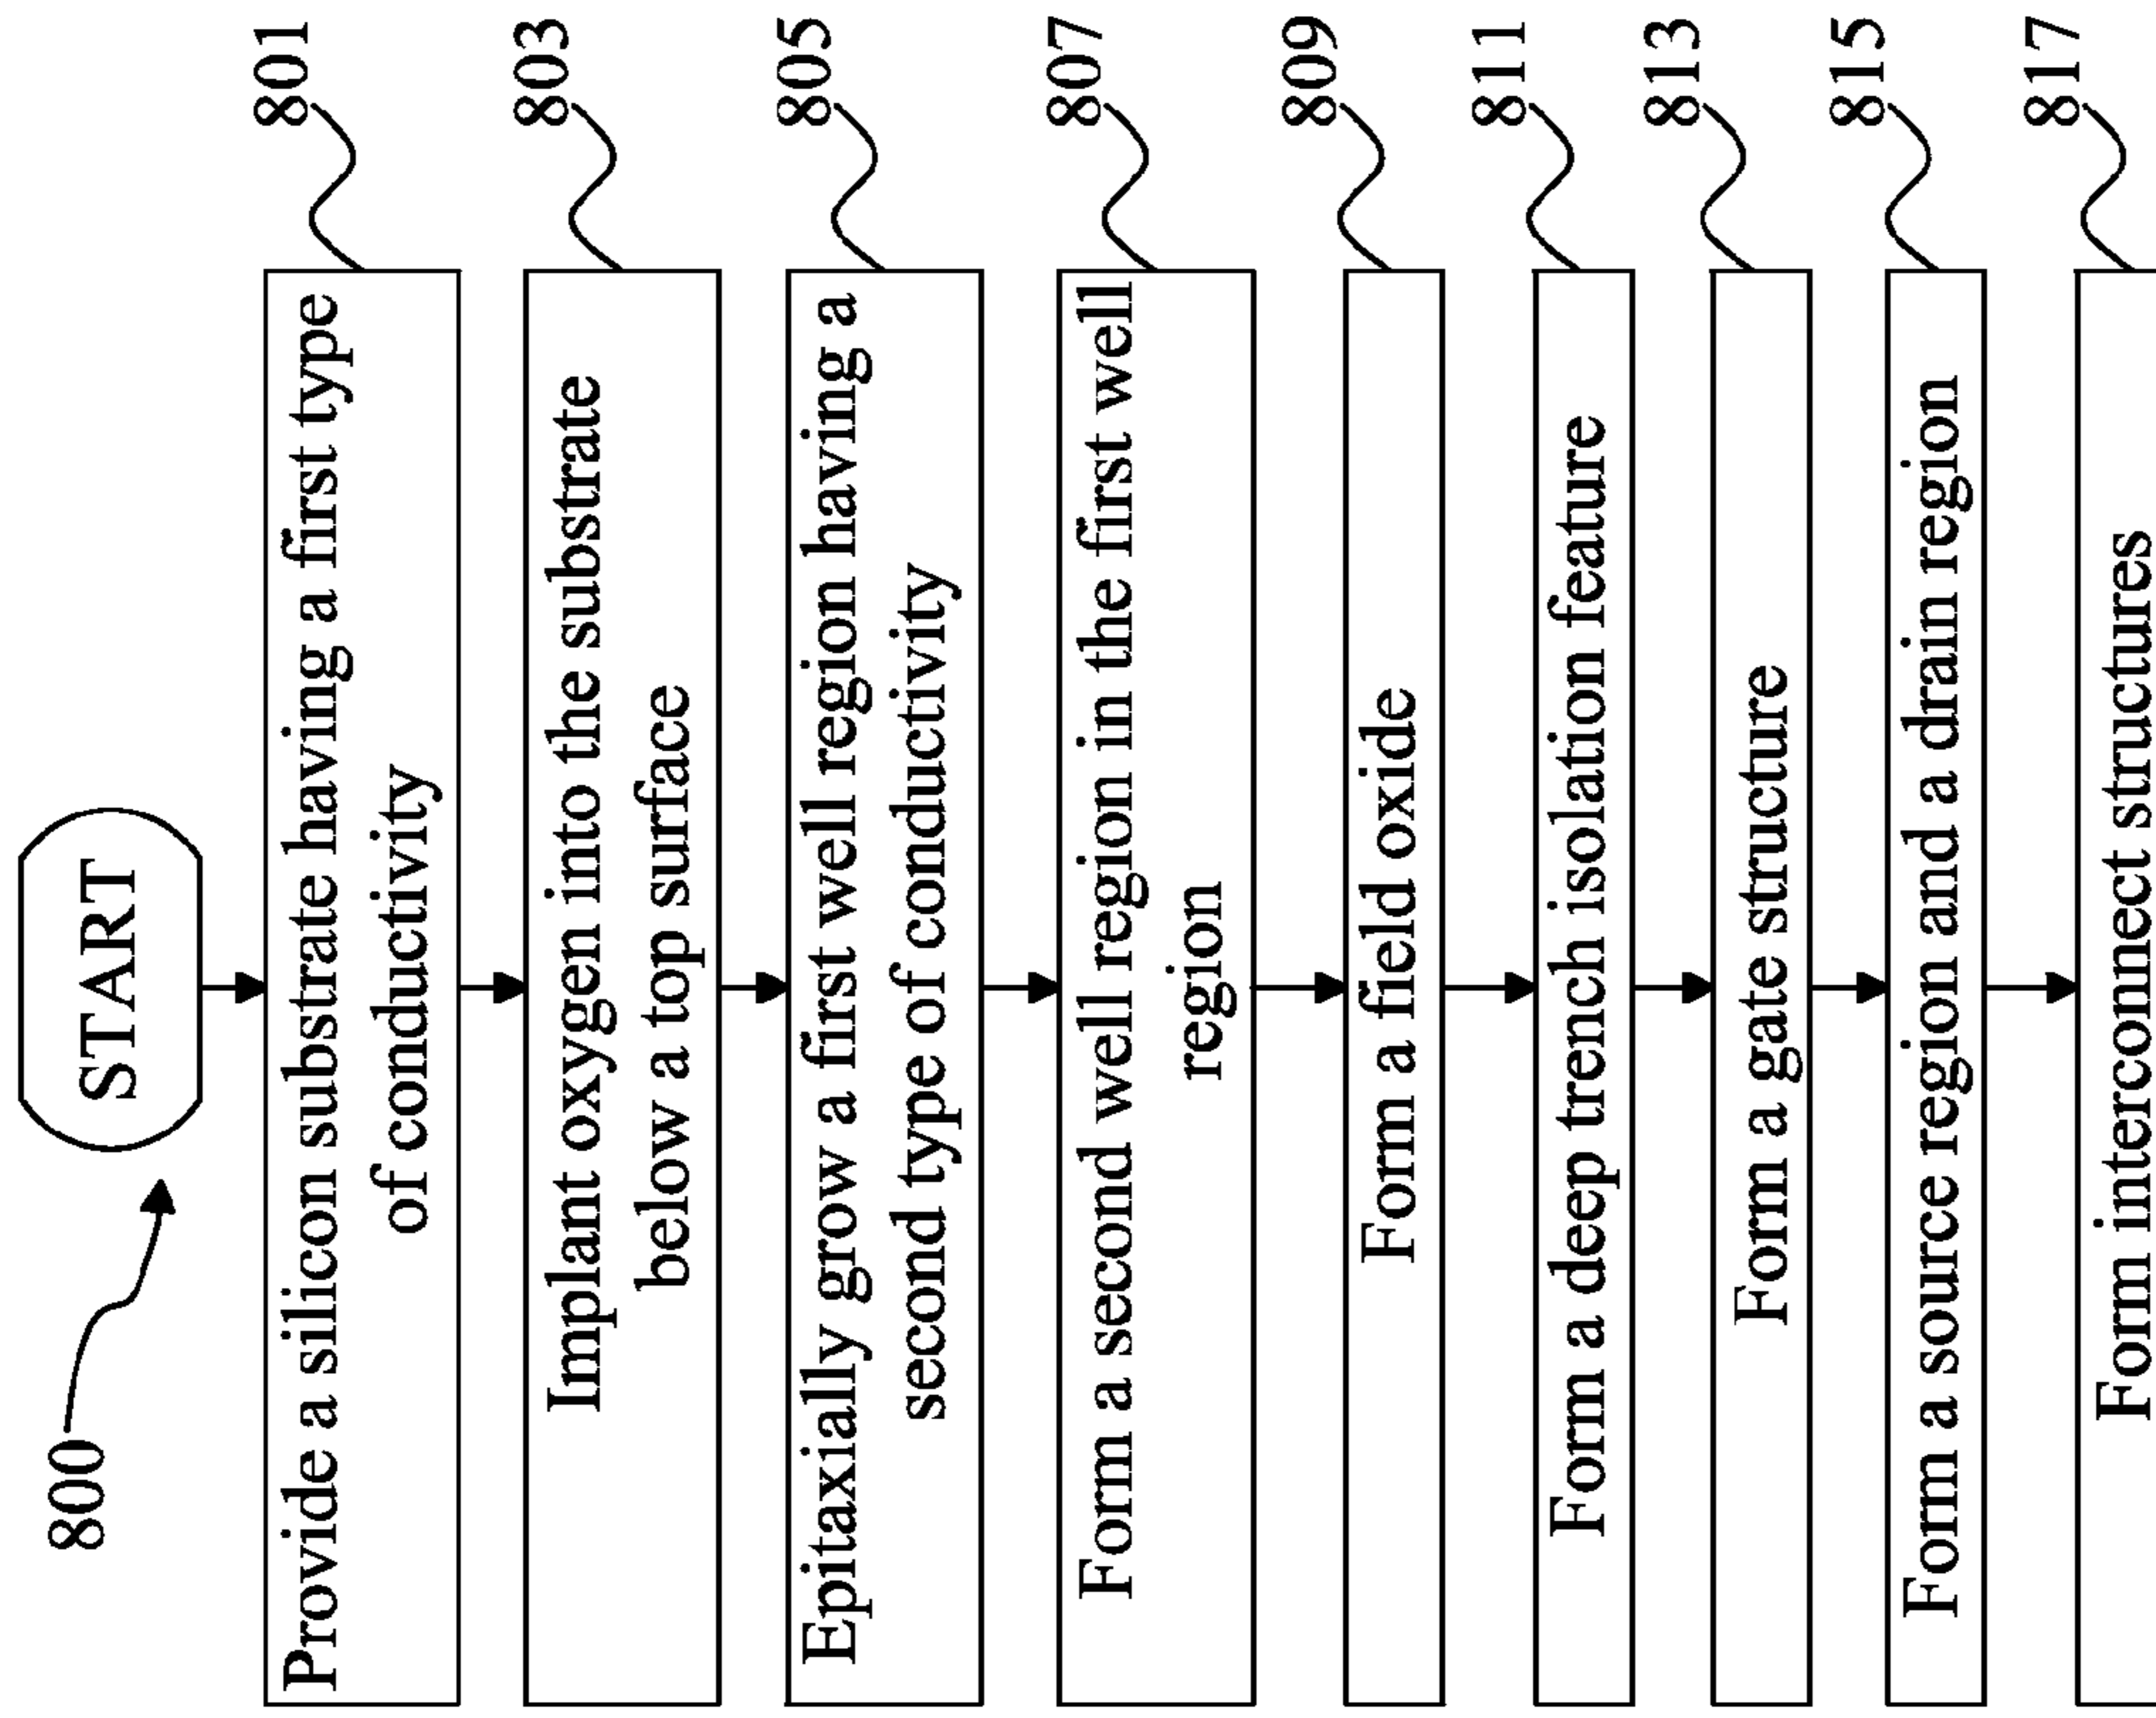 800
START
801
Provide a silicon substrate having a first type
of conductivity
803
Implant oxygen into the substrate
below a top surface
805
Epitaxially grow a first well region having a
second type of conductivity
807
Form a second well region in the first well
region
809
Form a field oxide
811
Form a deep trench isolation feature
813
Form a gate structure
815
Form a source region and a drain region
817
Form interconnect structures